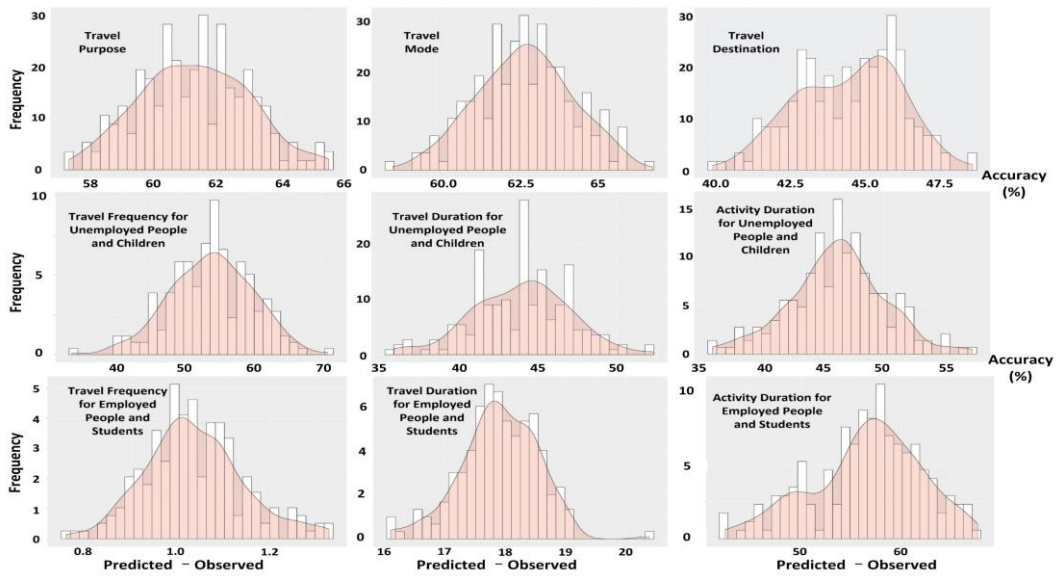 30
20
10
0
Frequency
Travel
Purpose
58 60 62 64 66
30
20
10
0
Travel
Mode
60.0 62.5 65
30
20
10
0
Travel
Destination
40.0 42.5 45.0 47.5
Accuracy
(%)
10
5
0
Travel Frequency for
Unemployed People
and Children
40 50 60 70
20
10
0
Travel Duration for
Unemployed People
and Children
35 40 45 50
15
10
5
0
Activity Duration
for Unemployed
People and
Children
35 40 45 50 55
Accuracy
(%)
5
4
3
2
1
0
Frequency
Travel Frequency
for Employed
People and
Students
0.8 1.0 1.2
Predicted – Observed
6
4
2
0
Travel Duration
for Employed
People and
Students
16 17 18 19 20
Predicted – Observed
10
5
0
Activity Duration for
Employed People
and Students
50 60
Predicted – Observed